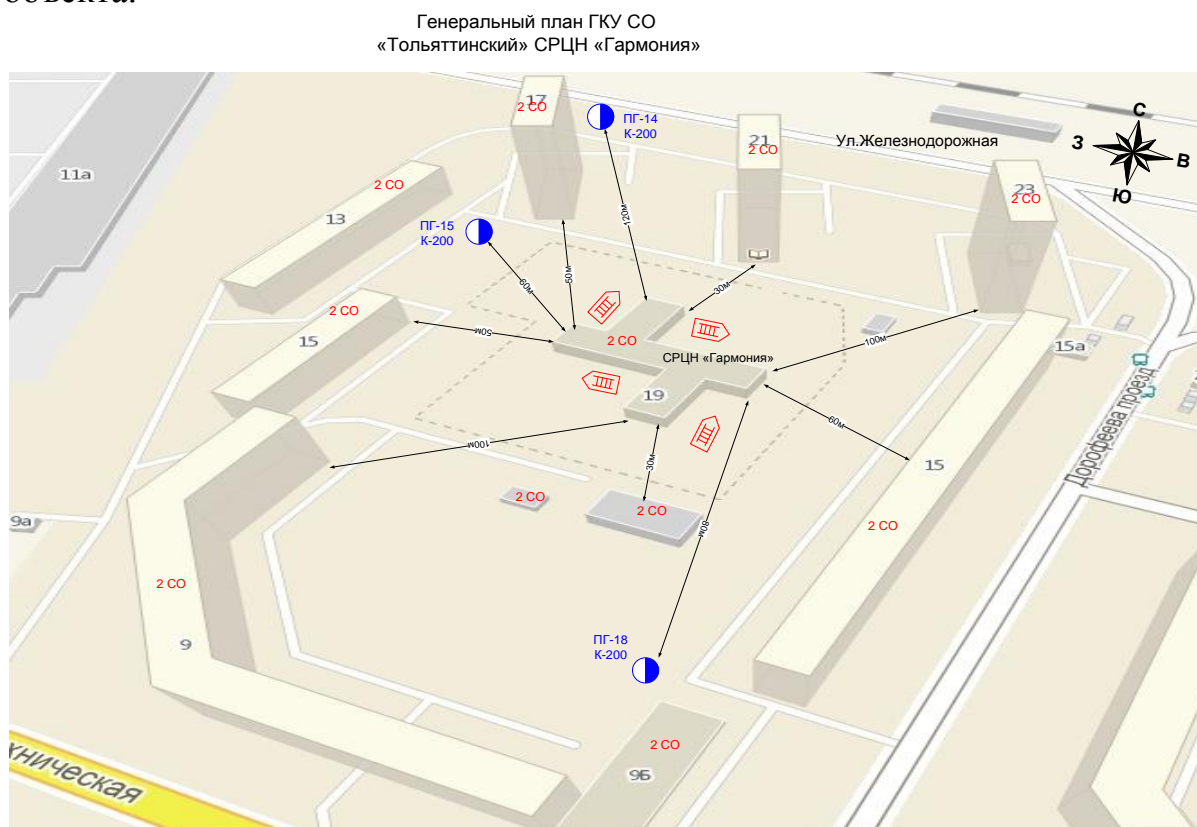 объекта.
Генеральный план ГКУ СО
«Тольяттинский» СРЦН «Гармония»
17
2 СО
ПГ-14
К-200
21
2 СО
Ул.Железнодорожная
С
З
В
Ю
11а
2 СО
13
ПГ-15
К-200
120м
23
2 СО
60м
60м
30м
2 СО
15
50м
2 СО
СРЦН «Гармония»
100м
15а
19
Дорофеева проезд
100м
30м
60м
15
2 СО
2 СО
2 СО
9а
80м
2 СО
9
ПГ-18
К-200
2 СО
9Б
хническая